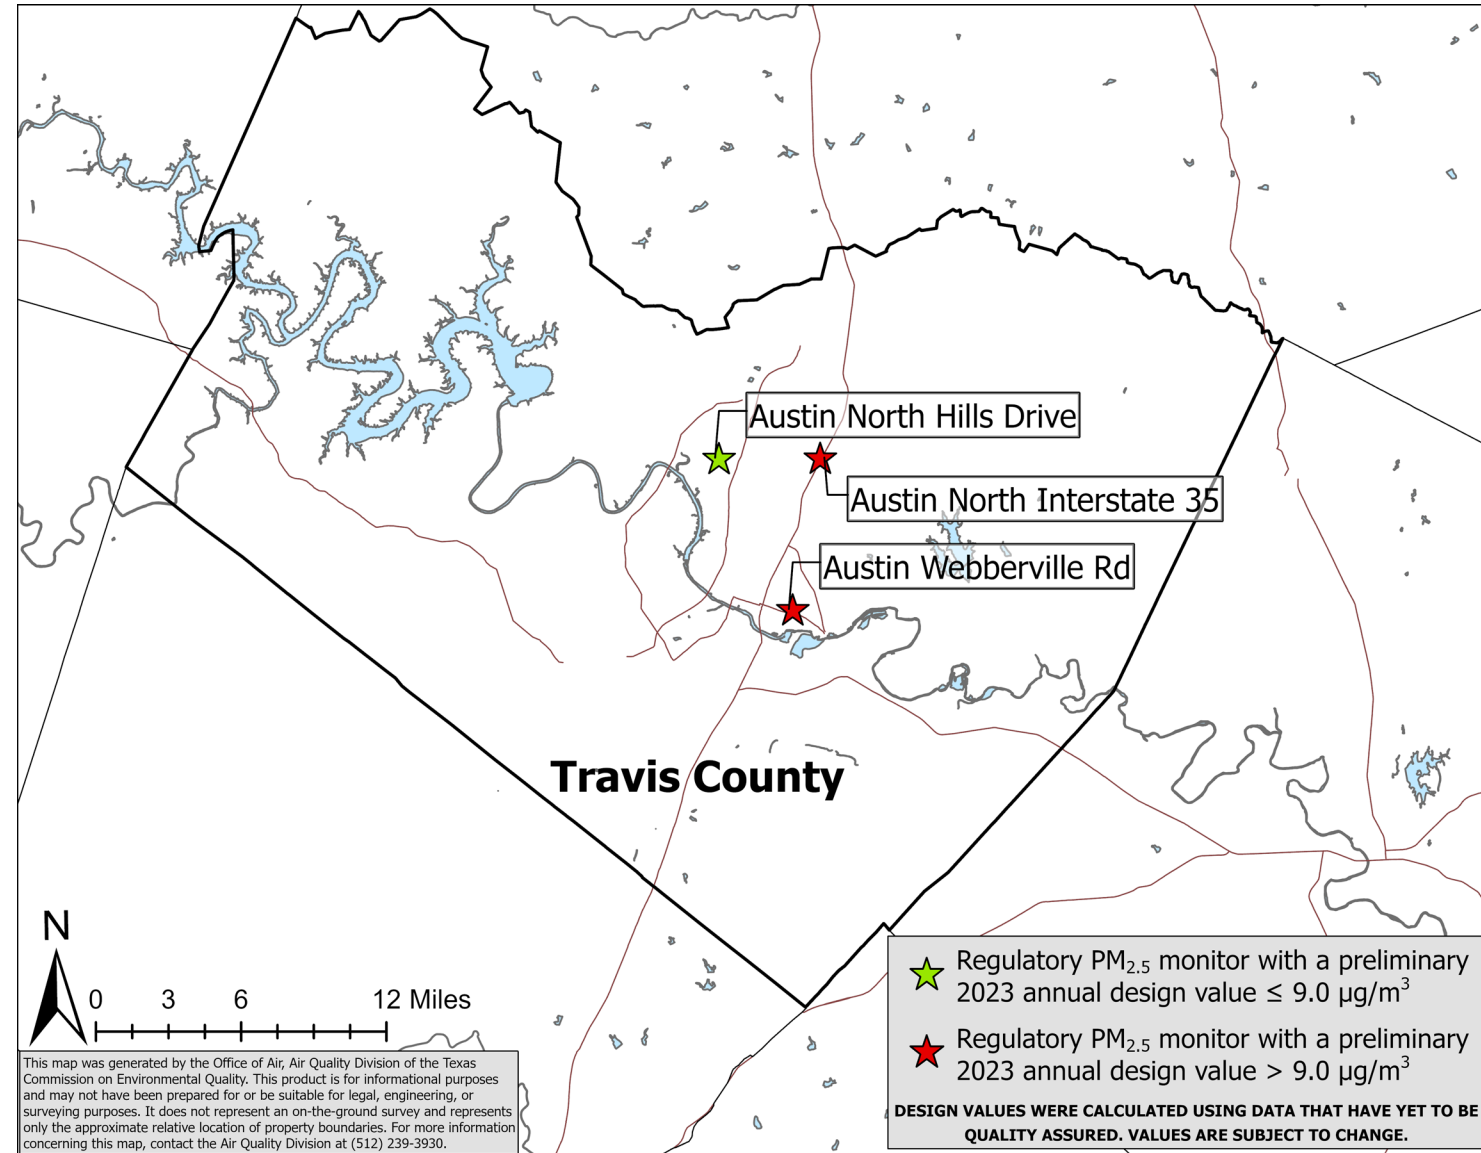 Austin North Hills Drive
Austin North Interstate 35
Austin Webberville Rd
Travis County
N
0 3 6 12 Miles
This map was generated by the Office of Air, Air Quality Division of the Texas
Commission on Environmental Quality. This product is for informational purposes
and may not have been prepared for or be suitable for legal, engineering, or
surveying purposes. It does not represent an on-the-ground survey and represents
only the approximate relative location of property boundaries. For more information
concerning this map, contact the Air Quality Division at (512) 239-3930.
Regulatory PM₂.₅ monitor with a preliminary
2023 annual design value ≤ 9.0 µg/m³
Regulatory PM₂.₅ monitor with a preliminary
2023 annual design value > 9.0 µg/m³
DESIGN VALUES WERE CALCULATED USING DATA THAT HAVE YET TO BE
QUALITY ASSURED. VALUES ARE SUBJECT TO CHANGE.